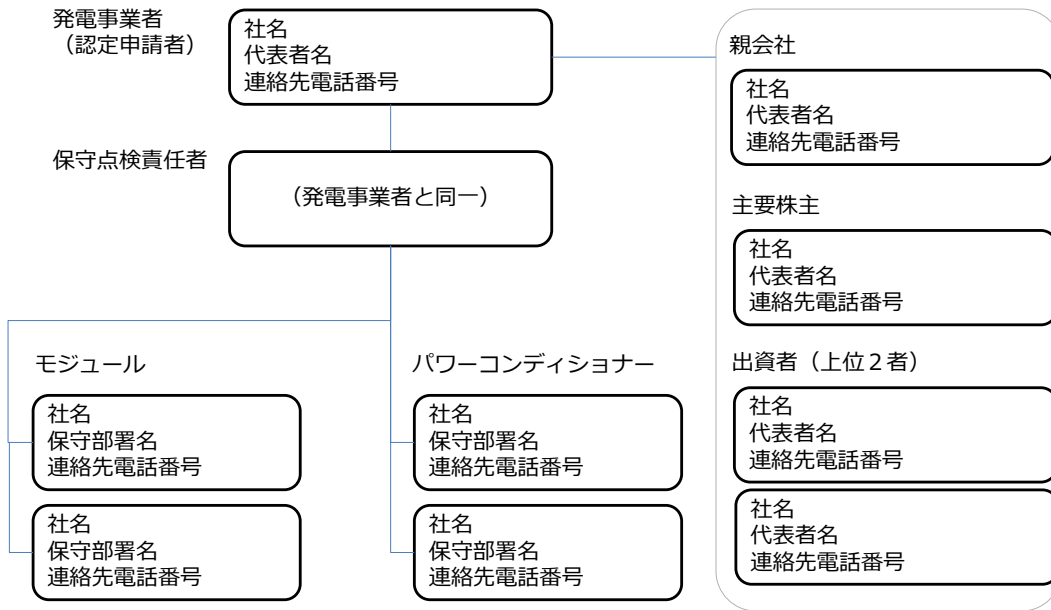 発電事業者
（認定申請者）
社名
代表者名
連絡先電話番号
保守点検責任者
（発電事業者と同一）
モジュール
社名
保守部署名
連絡先電話番号
社名
保守部署名
連絡先電話番号
パワーコンディショナー
社名
保守部署名
連絡先電話番号
社名
保守部署名
連絡先電話番号
親会社
社名
代表者名
連絡先電話番号
主要株主
社名
代表者名
連絡先電話番号
出資者（上位２者）
社名
代表者名
連絡先電話番号
社名
代表者名
連絡先電話番号